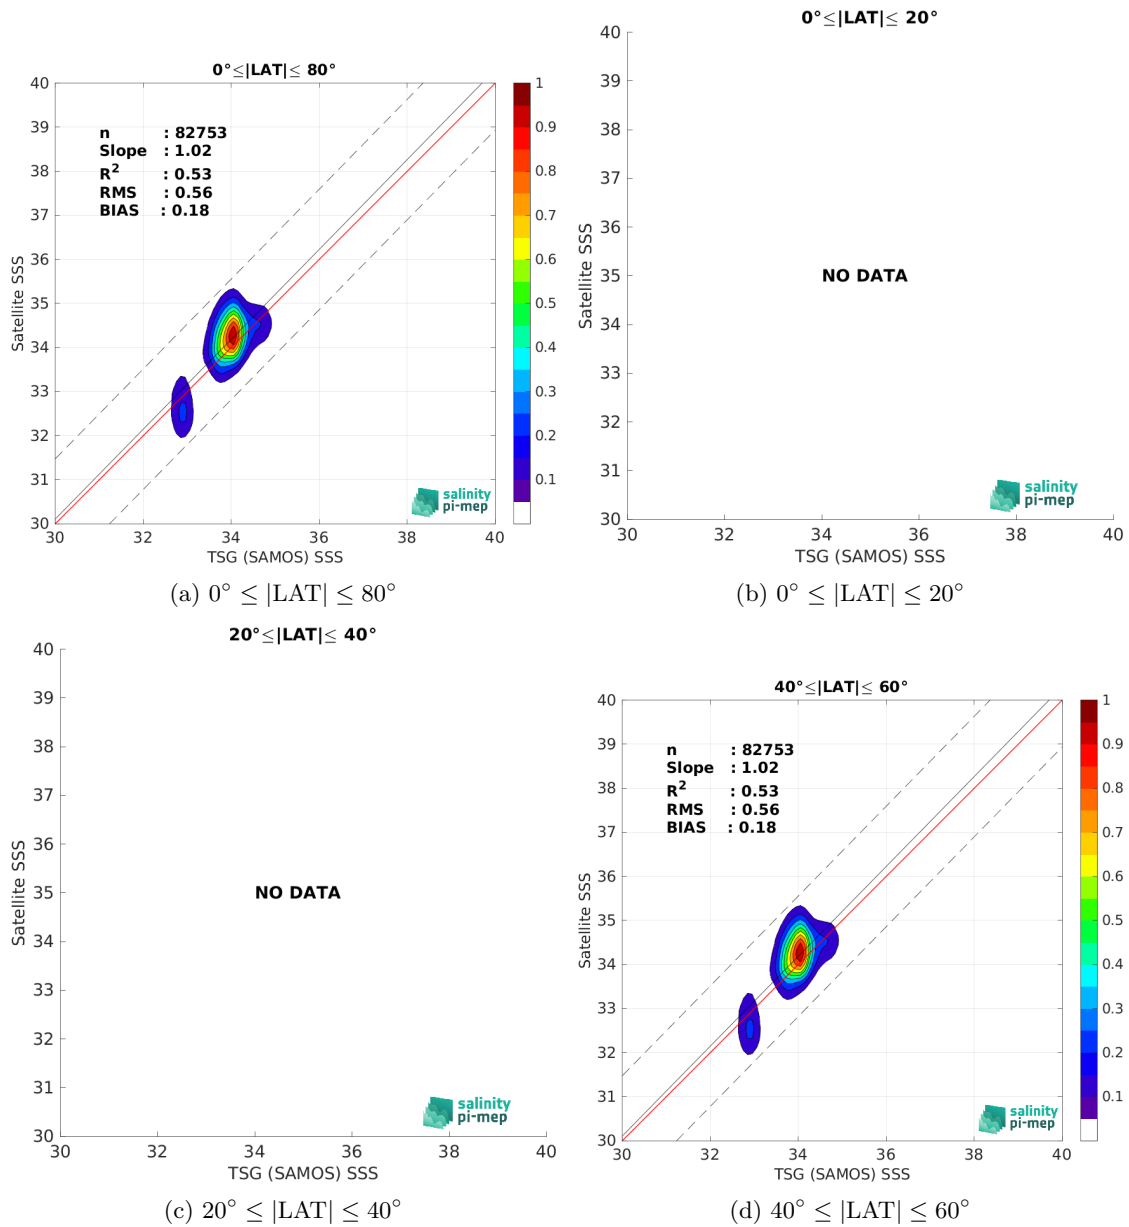 0°≤|LAT|≤ 80°
40
39
38
37
36
35
34
33
32
31
30
n : 82753
Slope : 1.02
R² : 0.53
RMS : 0.56
BIAS : 0.18
Satellite SSS
30 32 34 36 38 40
TSG (SAMOS) SSS
salinity
pi-mep
1
0.9
0.8
0.7
0.6
0.5
0.4
0.3
0.2
0.1
(a) 0° ≤ |LAT| ≤ 80°
0°≤|LAT|≤ 20°
40
39
38
37
36
35
34
33
32
31
30
Satellite SSS
NO DATA
salinity
pi-mep
30 32 34 36 38 40
TSG (SAMOS) SSS
(b) 0° ≤ |LAT| ≤ 20°
20°≤|LAT|≤ 40°
40
39
38
37
36
35
34
33
32
31
30
Satellite SSS
NO DATA
salinity
pi-mep
30 32 34 36 38 40
TSG (SAMOS) SSS
(c) 20° ≤ |LAT| ≤ 40°
40°≤|LAT|≤ 60°
40
39
38
37
36
35
34
33
32
31
30
n : 82753
Slope : 1.02
R² : 0.53
RMS : 0.56
BIAS : 0.18
Satellite SSS
30 32 34 36 38 40
TSG (SAMOS) SSS
salinity
pi-mep
1
0.9
0.8
0.7
0.6
0.5
0.4
0.3
0.2
0.1
(d) 40° ≤ |LAT| ≤ 60°